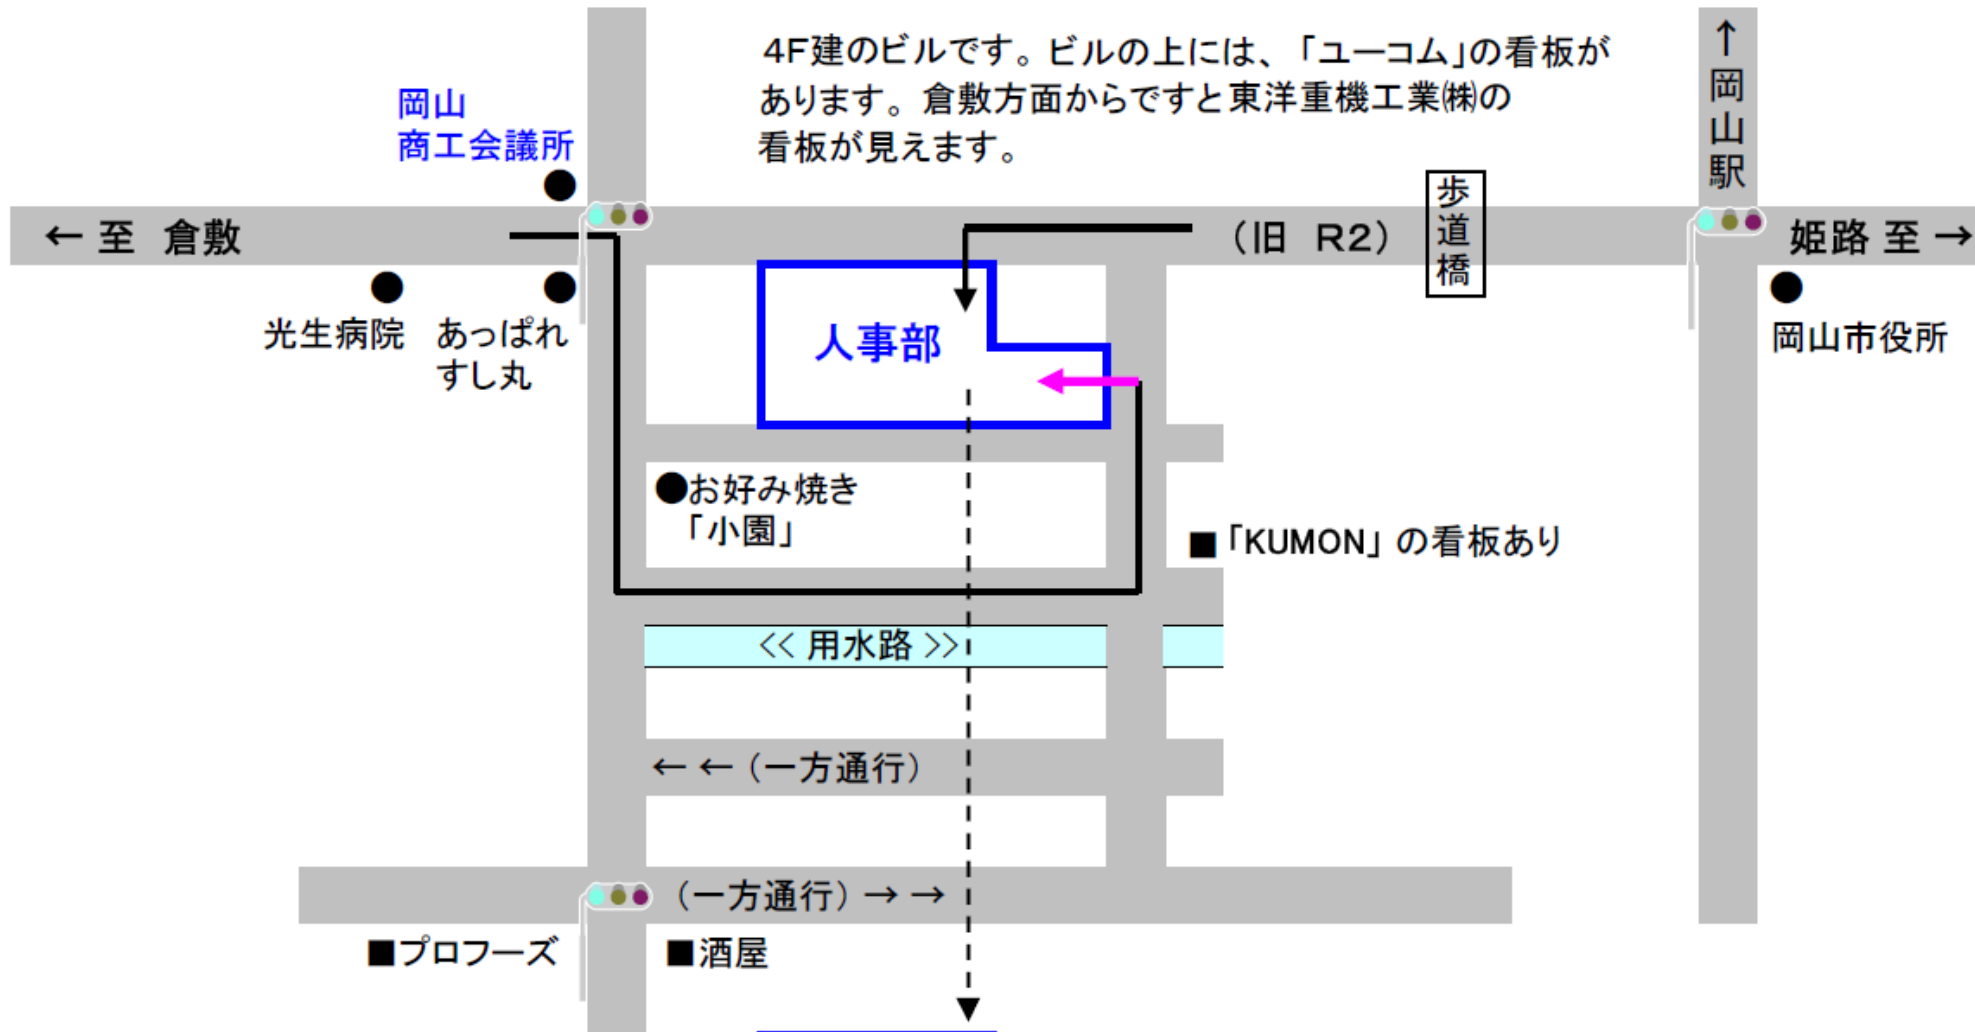 4F建のビルです。ビルの上には、「ユーコム」の看板が
あります。倉敷方面からですと東洋重機工業㈱の
看板が見えます。
↑岡山駅
岡山
商工会議所
← 至 倉敷
(旧 R2)
歩道橋
姫路 至 →
光生病院
あっぱれ
すし丸
人事部
岡山市役所
●お好み焼き
「小園」
■「KUMON」の看板あり
<< 用水路 >>
← ← (一方通行)
(一方通行) → →
■プロフーズ
■酒屋